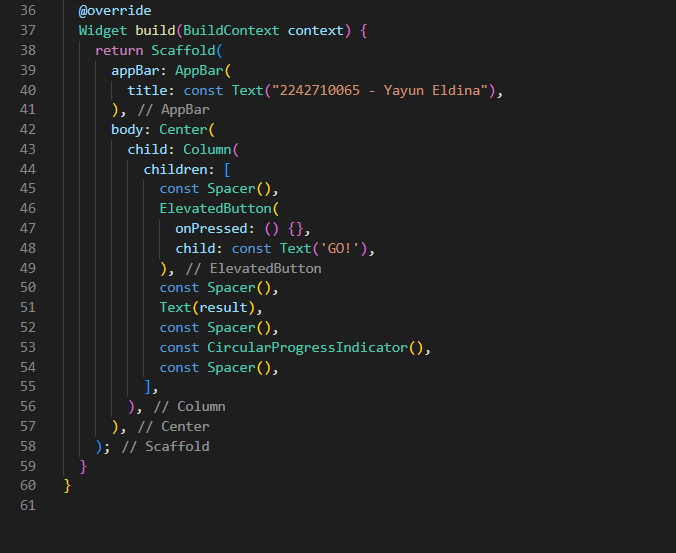 36 @override
37 Widget build(BuildContext context) {
38 return Scaffold(
39 appBar: AppBar(
40 title: const Text("2242710065 - Yayun Eldina"),
41 ), // AppBar
42 body: Center(
43 child: Column(
44 children: [
45 const Spacer(),
46 ElevatedButton(
47 onPressed: () {},
48 child: const Text('GO!'),
49 ), // ElevatedButton
50 const Spacer(),
51 Text(result),
52 const Spacer(),
53 const CircularProgressIndicator(),
54 const Spacer(),
55 ],
56 ), // Column
57 ), // Center
58 ); // Scaffold
59 }
60 }
61